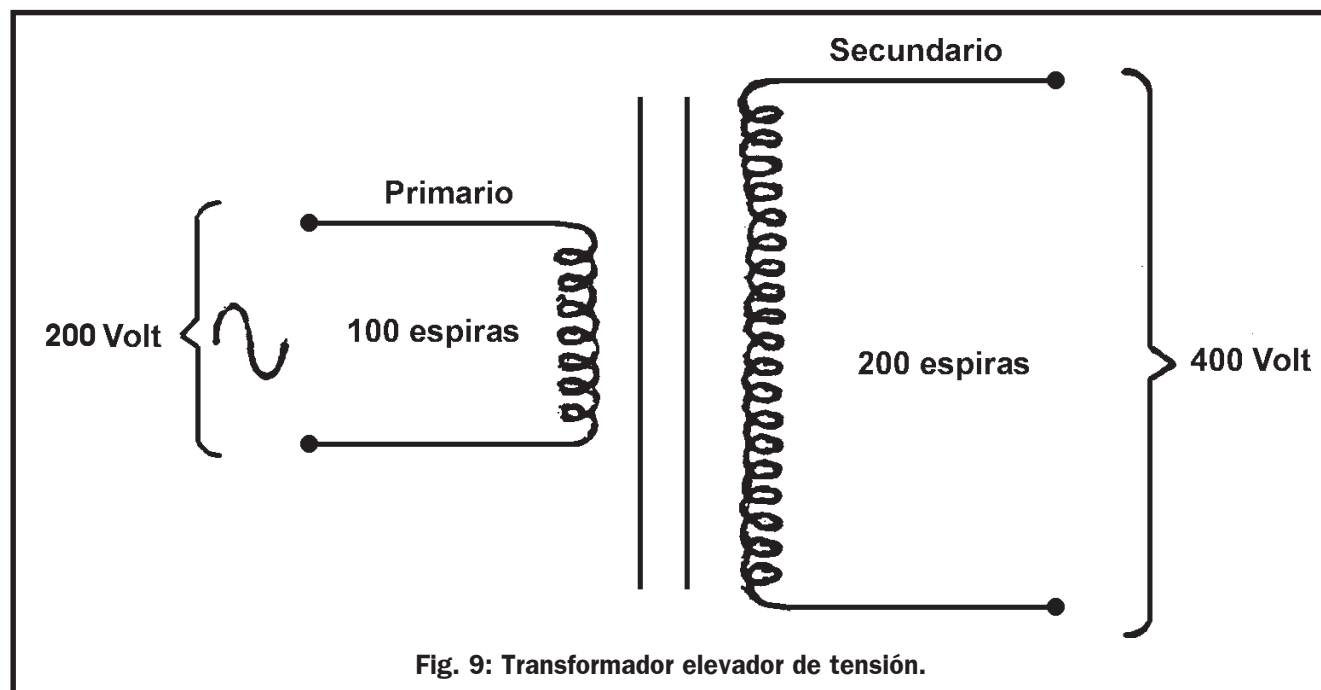 Secundario
Primario
200 Volt
100 espiras
200 espiras
400 Volt
Fig. 9: Transformador elevador de tensión.